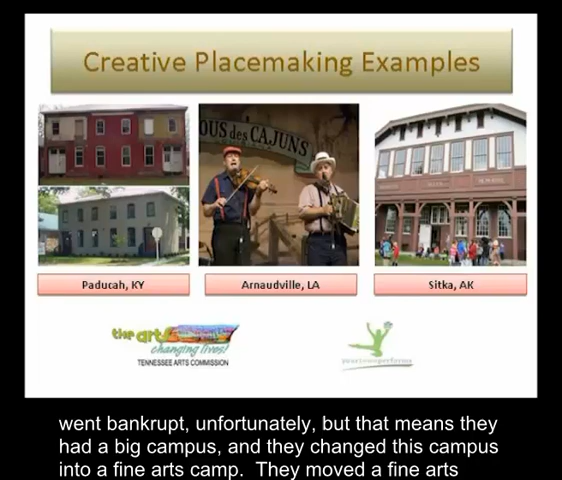 Creative Placemaking Examples
OUS des CAJUNS
Paducah, KY
Arnaudville, LA
Sitka, AK
the arts
changing lives!
TENNESSEE ARTS COMMISSION
went bankrupt, unfortunately, but that means they
had a big campus, and they changed this campus
into a fine arts camp.  They moved a fine arts